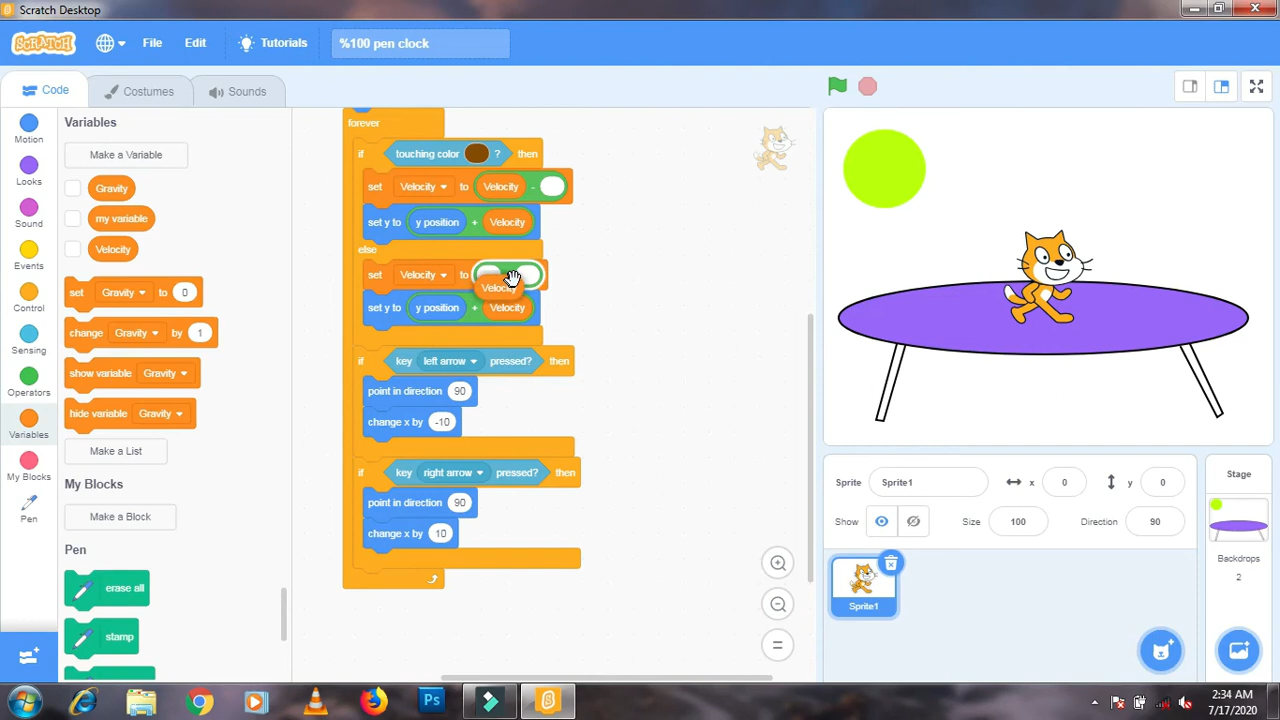 Scratch Desktop
SCRATCH File Edit Tutorials %100 pen clock
Code Costumes Sounds
Motion
Looks
Sound
Events
Control
Sensing
Operators
Variables
My Blocks
Pen
Variables
Make a Variable
Gravity
my variable
Velocity
set Gravity to 0
change Gravity by 1
show variable Gravity
hide variable Gravity
Make a List
My Blocks
Make a Block
Pen
erase all
stamp
forever
if touching color ? then
set Velocity to Velocity -
set y to y position + Velocity
else
set Velocity to
Velocity
set y to y position + Velocity
if key left arrow pressed? then
point in direction 90
change x by -10
if key right arrow pressed? then
point in direction 90
change x by 10
Sprite Sprite1 x 0 y 0
Show Size 100 Direction 90
Sprite1
Stage
Backdrops
2
Ps
2:34 AM
7/17/2020